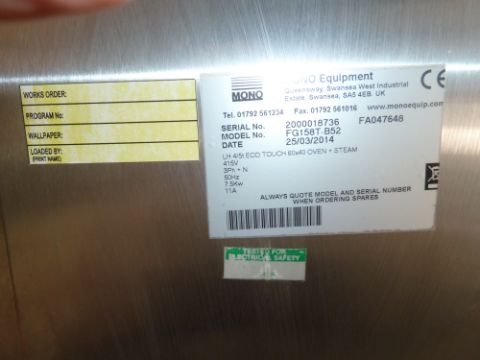 WORKS ORDER:
PROGRAM No:
WALLPAPER:
LOADED BY:
(PRINT NAME)
MONO
MONO Equipment
Queensway, Swansea West Industrial
Estate, Swansea, SA5 4EB. UK
CE
Tel. 01792 561234 Fax. 01792 561016 www.monoequip.com
SERIAL No. 2000018736 FA047648
MODEL No. FG158T-B52
DATE 25/03/2014
LH 4/5t ECO TOUCH 60x40 OVEN + STEAM
415V
3Ph + N
50Hz
7.5Kw
11A
ALWAYS QUOTE MODEL AND SERIAL NUMBER
WHEN ORDERING SPARES
TESTED FOR
ELECTRICAL SAFETY